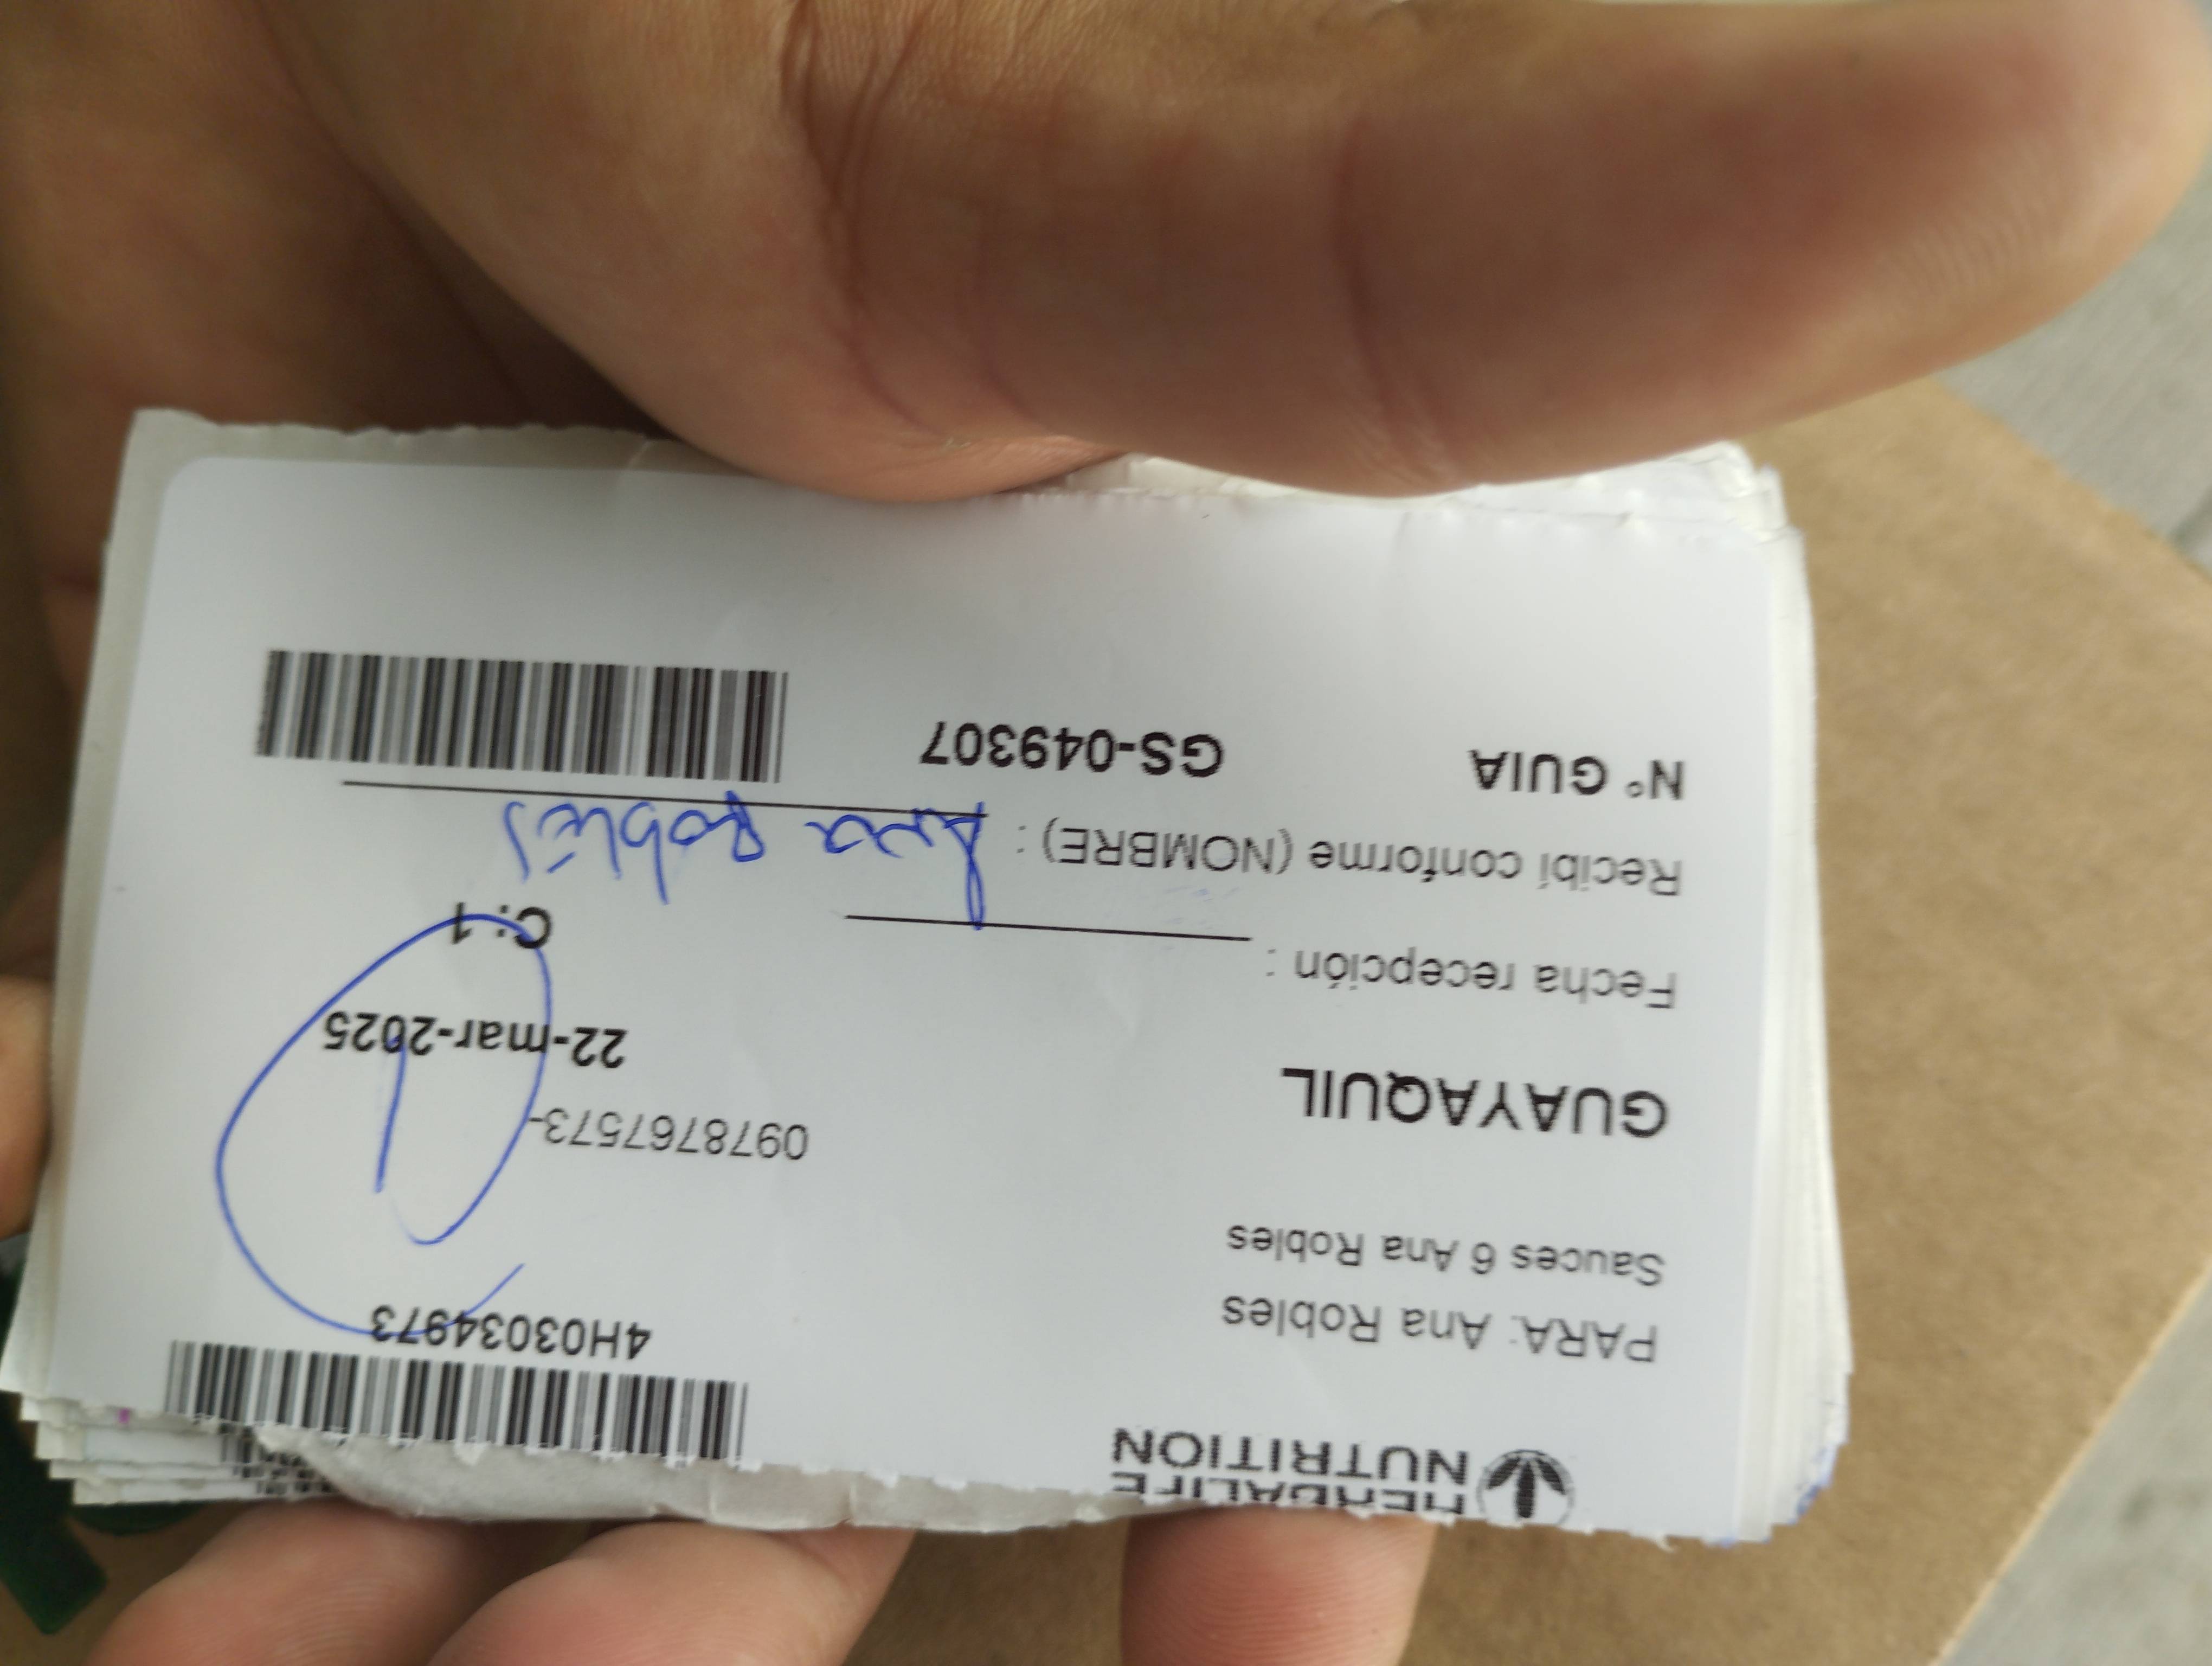 HERBALIFE
NUTRITION
4H03034973
PARA: Ana Robles
Sauces 6 Ana Robles
0978767573-
GUAYAQUIL
22-mar-2025
1
Fecha recepción :
C: 1
Recibí conforme (NOMBRE) : Ana Robles
N° GUIA GS-049307